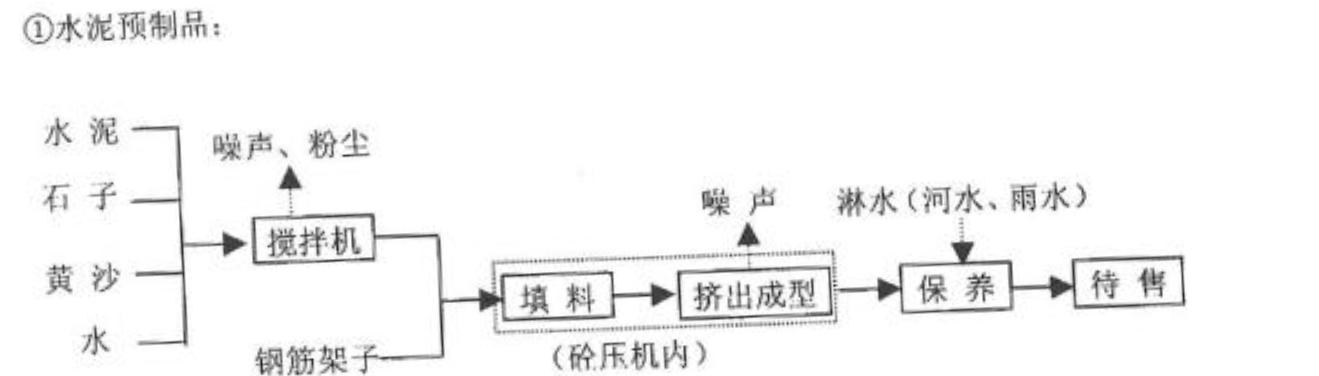 ①水泥预制品：
水泥
噪声、粉尘
石子
噪声
淋水（河水、雨水）
搅拌机
黄沙
填料
挤出成型
保养
待售
水
钢筋架子
（砼压机内）